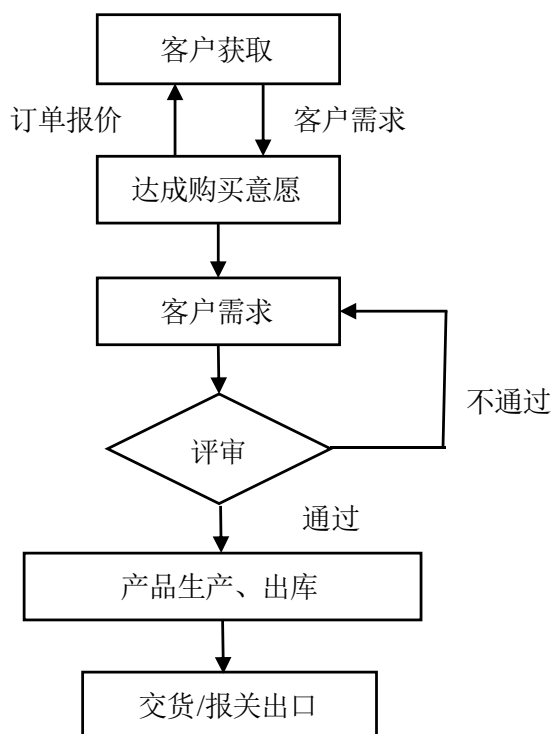 客户获取
订单报价
客户需求
达成购买意愿
客户需求
不通过
评审
通过
产品生产、出库
交货/报关出口